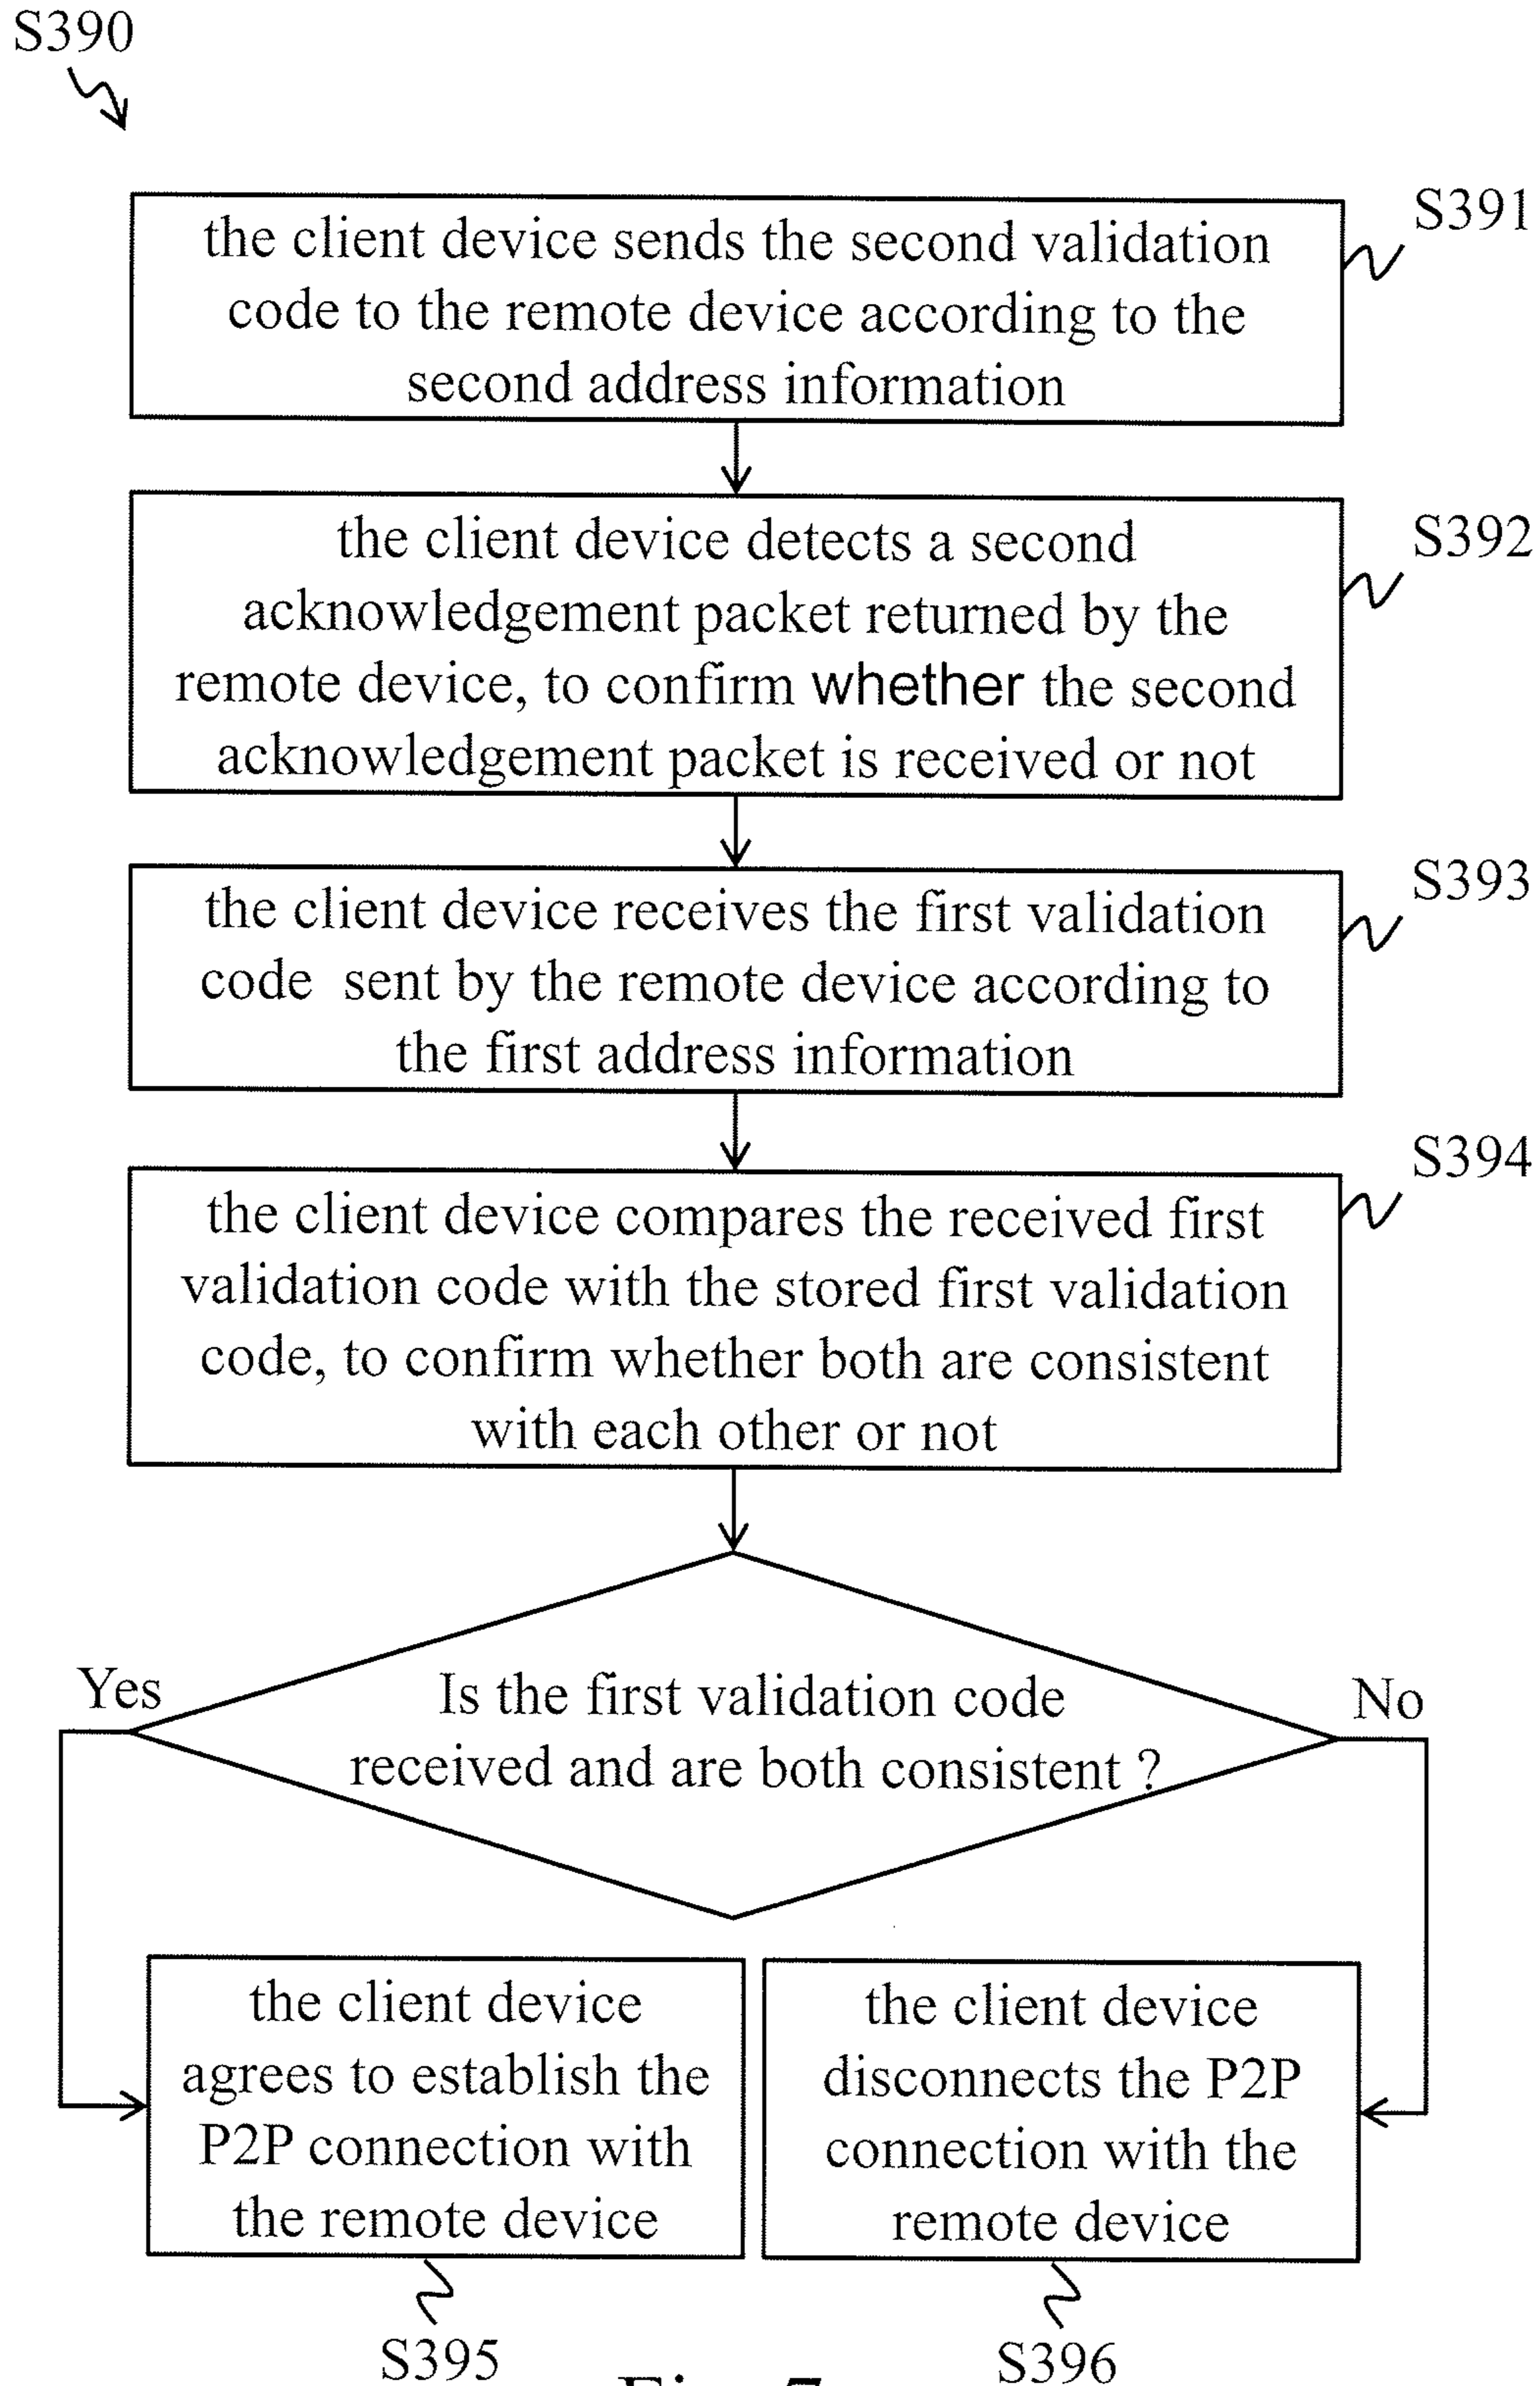 S390
the client device sends the second validation
code to the remote device according to the
second address information
S391
the client device detects a second
acknowledgement packet returned by the
remote device, to confirm whether the second
acknowledgement packet is received or not
S392
the client device receives the first validation
code sent by the remote device according to
the first address information
S393
the client device compares the received first
validation code with the stored first validation
code, to confirm whether both are consistent
with each other or not
S394
Is the first validation code
received and are both consistent ?
Yes
No
the client device
agrees to establish the
P2P connection with
the remote device
S395
the client device
disconnects the P2P
connection with the
remote device
S396